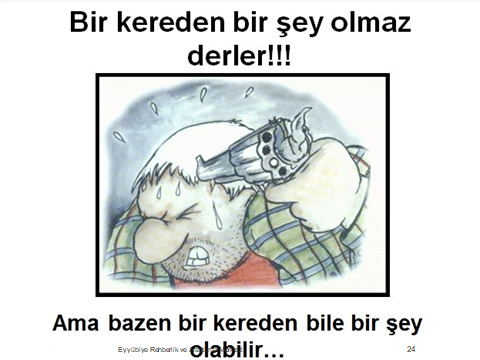 Bir kereden bir şey olmaz
derler!!!
Ama bazen bir kereden bile bir şey
olabilir...
Eyyübiye Rehberlik ve
24